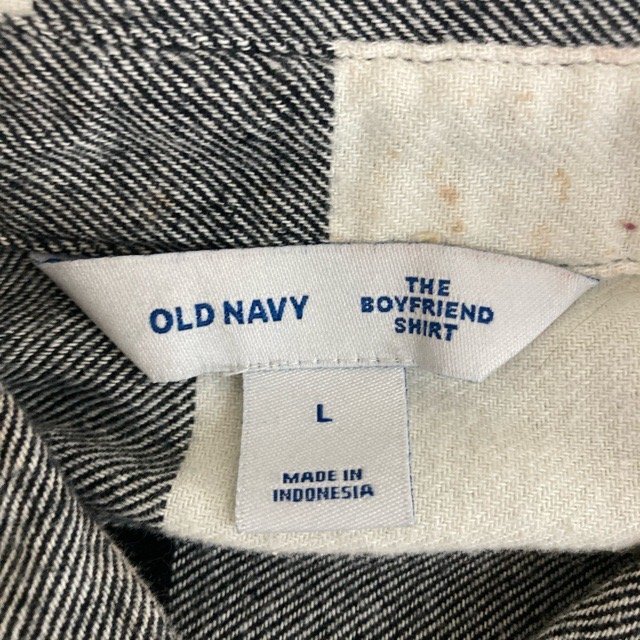 OLD NAVY
THE
BOYFRIEND
SHIRT
L
MADE IN
INDONESIA